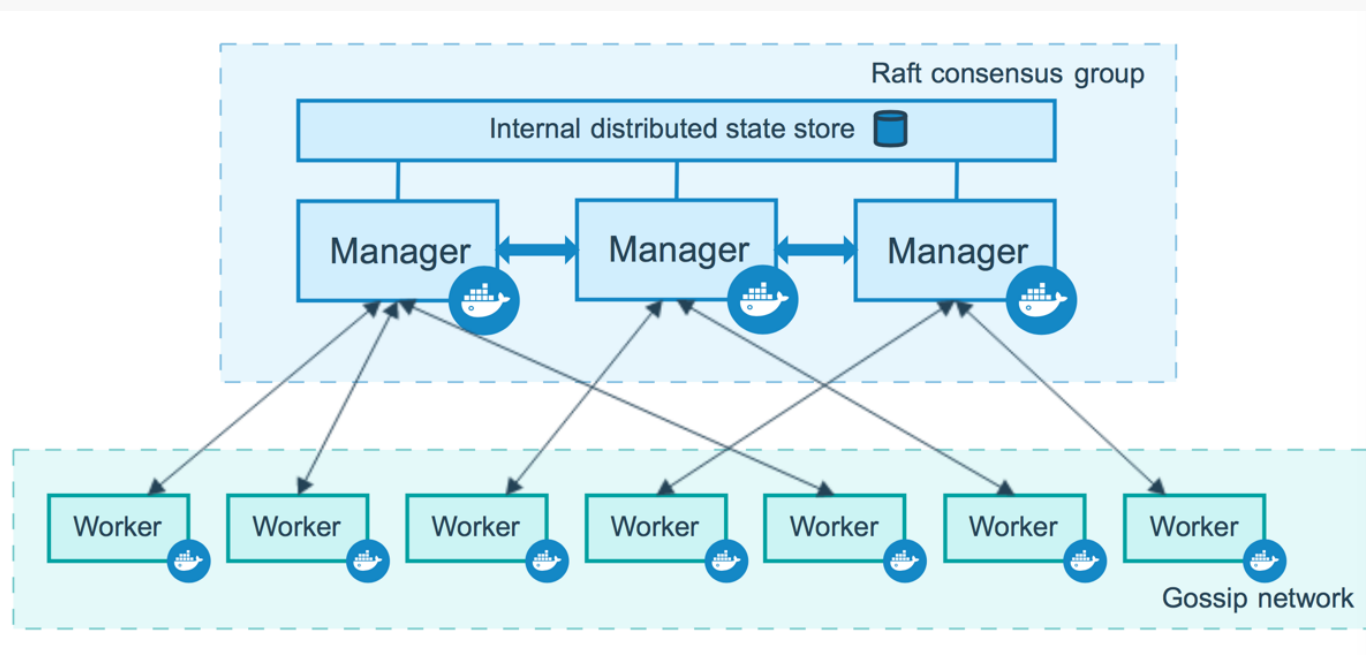 Raft consensus group
Internal distributed state store
Manager
Manager
Manager
Worker
Worker
Worker
Worker
Worker
Worker
Worker
Gossip network